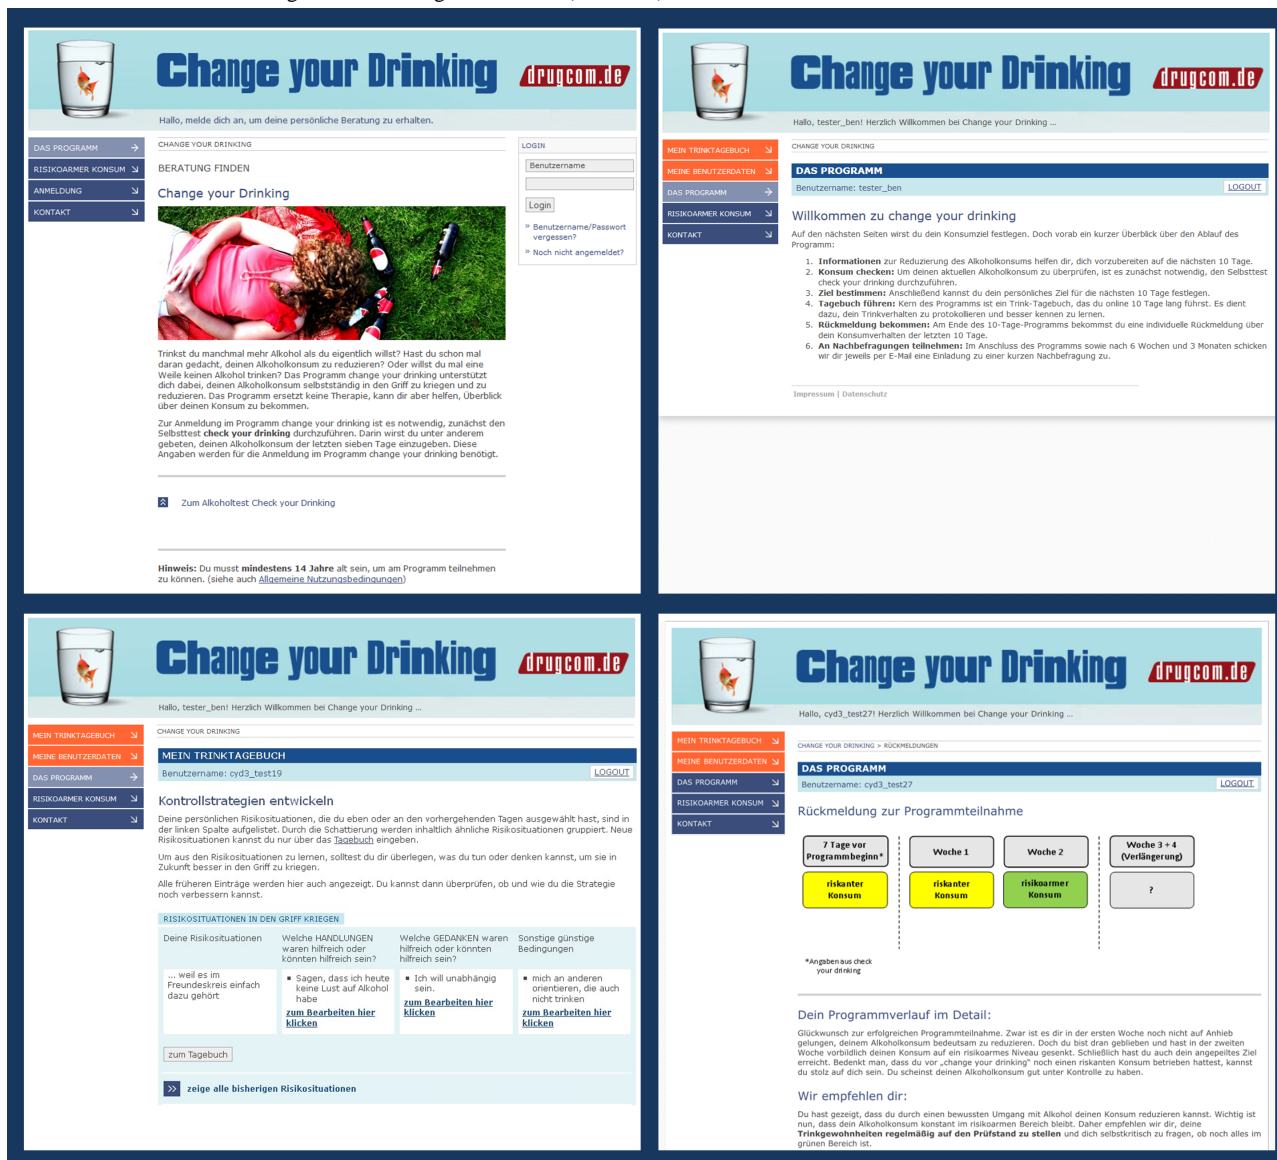 Change your Drinking
drugcom.de
Hallo, melde dich an, um deine persönliche Beratung zu erhalten.
DAS PROGRAMM
RISIKOARMER KONSUM
ANMELDUNG
KONTAKT
CHANGE YOUR DRINKING
BERATUNG FINDEN
Change your Drinking
Trinkst du manchmal mehr Alkohol als du eigentlich willst? Hast du schon mal
daran gedacht, deinen Alkoholkonsum zu reduzieren? Oder willst du mal eine
Weile keinen Alkohol trinken? Das Programm change your drinking unterstützt
dich dabei, deinen Alkoholkonsum selbstständig in den Griff zu kriegen und zu
reduzieren. Das Programm ersetzt keine Therapie, kann dir aber helfen, Überblick
über deinen Konsum zu bekommen.
Zur Anmeldung im Programm change your drinking ist es notwendig, zunächst den
Selbsttest check your drinking durchzuführen. Darin wirst du unter anderem
gebeten, deinen Alkoholkonsum der letzten sieben Tage einzugeben. Diese
Angaben werden für die Anmeldung im Programm change your drinking benötigt.
Zum Alkoholtest Check your Drinking
Hinweis: Du musst mindestens 14 Jahre alt sein, um am Programm teilnehmen
zu können. (siehe auch Allgemeine Nutzungsbedingungen)
LOGIN
Benutzername
Login
» Benutzername/Passwort
vergessen?
» Noch nicht angemeldet?
Change your Drinking
drugcom.de
Hallo, tester_ben! Herzlich Willkommen bei Change your Drinking ...
MEIN TRINKTAGEBUCH
MEINE BENUTZERDATEN
DAS PROGRAMM
RISIKOARMER KONSUM
KONTAKT
CHANGE YOUR DRINKING
DAS PROGRAMM
Benutzername: tester_ben
LOGOUT
Willkommen zu change your drinking
Auf den nächsten Seiten wirst du dein Konsumziel festlegen. Doch vorab ein kurzer Überblick über den Ablauf des
Programm:
1. Informationen zur Reduzierung des Alkoholkonsums helfen dir, dich vorzubereiten auf die nächsten 10 Tage.
2. Konsum checken: Um deinen aktuellen Alkoholkonsum zu überprüfen, ist es zunächst notwendig, den Selbsttest
check your drinking durchzuführen.
3. Ziel bestimmen: Anschließend kannst du dein persönliches Ziel für die nächsten 10 Tage festlegen.
4. Tagebuch führen: Kern des Programms ist ein Trink-Tagebuch, das du online 10 Tage lang führst. Es dient
dazu, dein Trinkverhalten zu protokollieren und besser kennen zu lernen.
5. Rückmeldung bekommen: Am Ende des 10-Tage-Programms bekommst du eine individuelle Rückmeldung über
dein Konsumverhalten der letzten 10 Tage.
6. An Nachbefragungen teilnehmen: Im Anschluss des Programms sowie nach 6 Wochen und 3 Monaten schicken
wir dir jeweils per E-Mail eine Einladung zu einer kurzen Nachbefragung zu.
Impressum | Datenschutz
Change your Drinking
drugcom.de
Hallo, tester_ben! Herzlich Willkommen bei Change your Drinking ...
MEIN TRINKTAGEBUCH
MEINE BENUTZERDATEN
DAS PROGRAMM
RISIKOARMER KONSUM
KONTAKT
CHANGE YOUR DRINKING
MEIN TRINKTAGEBUCH
Benutzername: cyd3_test19
LOGOUT
Kontrollstrategien entwickeln
Deine persönlichen Risikosituationen, die du eben oder an den vorhergehenden Tagen ausgewählt hast, sind in
der linken Spalte aufgelistet. Durch die Schattierung werden inhaltlich ähnliche Risikosituationen gruppiert. Neue
Risikosituationen kannst du nur über das Tagebuch eingeben.
Um aus den Risikosituationen zu lernen, solltest du dir überlegen, was du tun oder denken kannst, um sie in
Zukunft besser in den Griff zu kriegen.
Alle früheren Einträge werden hier auch angezeigt. Du kannst dann überprüfen, ob und wie du die Strategie
noch verbessern kannst.
RISIKOSITUATIONEN IN DEN GRIFF KRIEGEN
Deine Risikosituationen
Welche HANDLUNGEN
waren hilfreich oder
könnten hilfreich sein?
Welche GEDANKEN waren
hilfreich oder könnten
hilfreich sein?
Sonstige günstige
Bedingungen
... weil es im
Freundeskreis einfach
dazu gehört
▪ Sagen, dass ich heute
keine Lust auf Alkohol
habe
zum Bearbeiten hier
klicken
▪ Ich will unabhängig
sein.
zum Bearbeiten hier
klicken
▪ mich an anderen
orientieren, die auch
nicht trinken
zum Bearbeiten hier
klicken
zum Tagebuch
zeige alle bisherigen Risikosituationen
Change your Drinking
drugcom.de
Hallo, cyd3_test27! Herzlich Willkommen bei Change your Drinking ...
MEIN TRINKTAGEBUCH
MEINE BENUTZERDATEN
DAS PROGRAMM
RISIKOARMER KONSUM
KONTAKT
CHANGE YOUR DRINKING > RÜCKMELDUNGEN
DAS PROGRAMM
Benutzername: cyd3_test27
LOGOUT
Rückmeldung zur Programmteilnahme
7 Tage vor
Programmbeginn*
Woche 1
Woche 2
Woche 3 + 4
(Verlängerung)
riskanter
Konsum
riskanter
Konsum
risikoarmer
Konsum
?
*Angaben aus check
your drinking
Dein Programmverlauf im Detail:
Glückwunsch zur erfolgreichen Programmteilnahme. Zwar ist es dir in der ersten Woche noch nicht auf Anhieb
gelungen, deinem Alkoholkonsum bedeutsam zu reduzieren. Doch du bist dran geblieben und hast in der zweiten
Woche vorbildlich deinen Konsum auf ein risikoarmes Niveau gesenkt. Schließlich hast du auch dein angepeiltes Ziel
erreicht. Bedenkt man, dass du vor „change your drinking" noch einen riskanten Konsum betrieben hattest, kannst
du stolz auf dich sein. Du scheinst deinen Alkoholkonsum gut unter Kontrolle zu haben.
Wir empfehlen dir:
Du hast gezeigt, dass du durch einen bewussten Umgang mit Alkohol deinen Konsum reduzieren kannst. Wichtig ist
nun, dass dein Alkoholkonsum konstant im risikoarmen Bereich bleibt. Daher empfehlen wir dir, deine
Trinkgewohnheiten regelmäßig auf den Prüfstand zu stellen und dich selbstkritisch zu fragen, ob noch alles im
grünen Bereich ist.